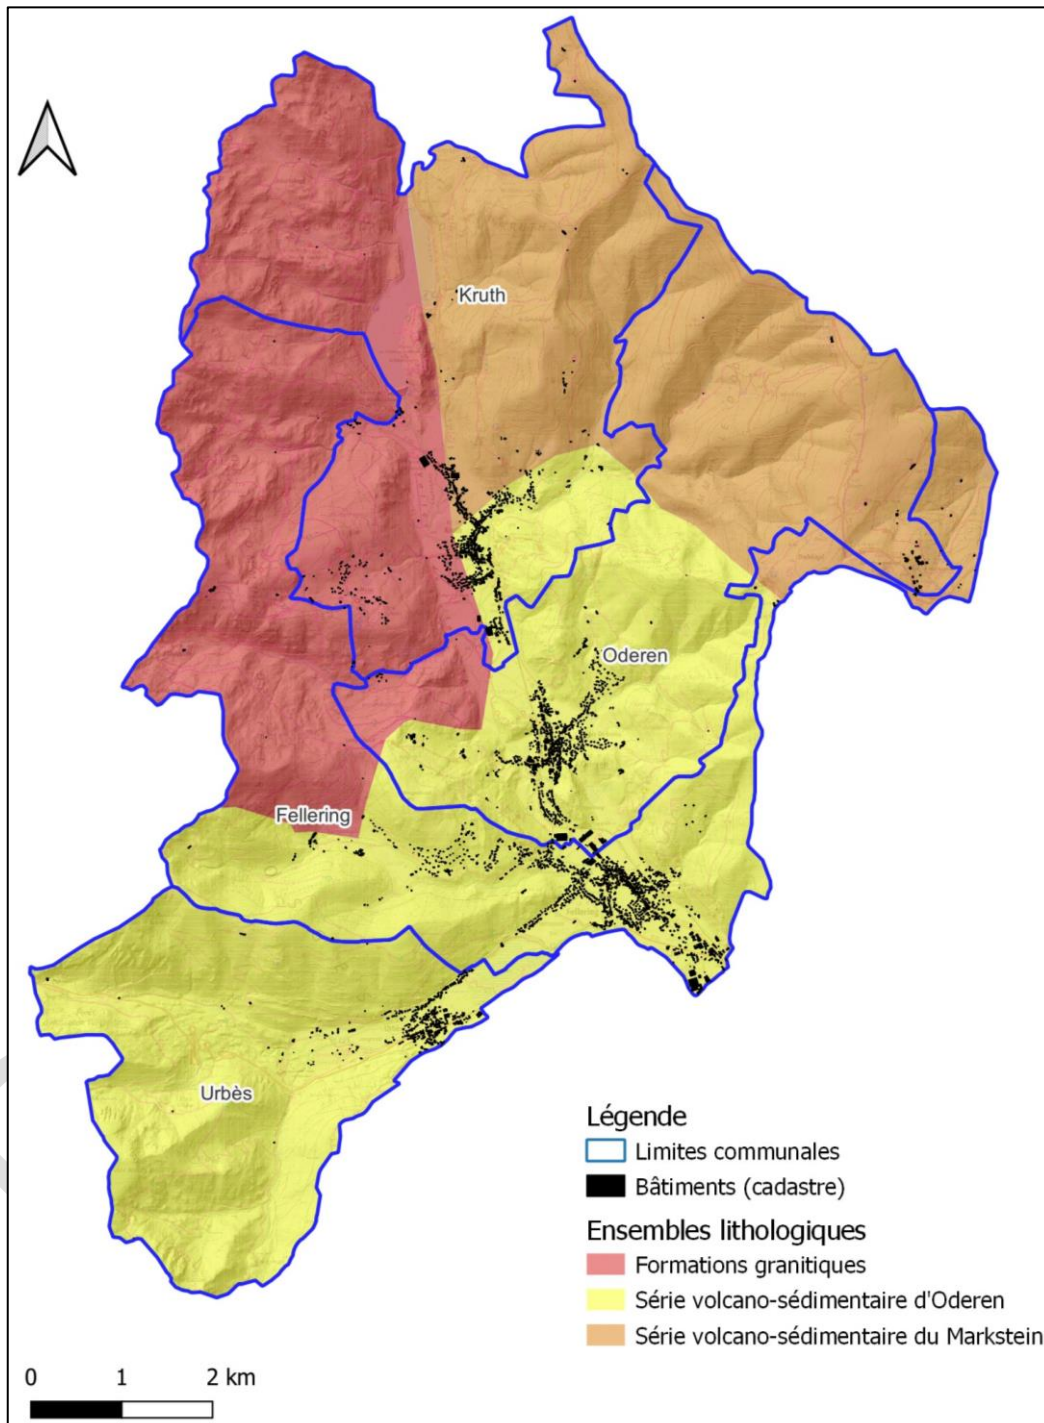 Kruth
Oderen
Fellering
Urbès
Légende
Limites communales
Bâtiments (cadastre)
Ensembles lithologiques
Formations granitiques
Série volcano-sédimentaire d'Oderen
Série volcano-sédimentaire du Markstein
0 1 2 km